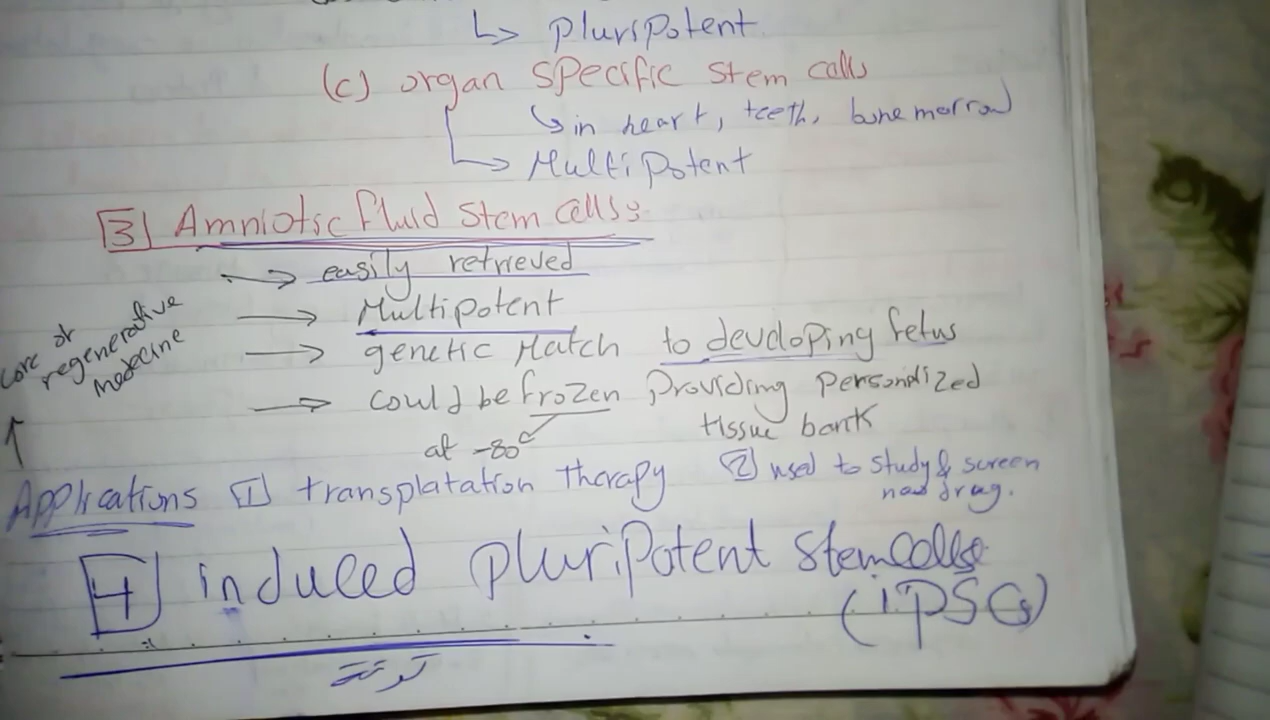 ↳ Pluripotent
(c) organ specific stem cells
↳ in heart, teeth, bone marrow
→ Multipotent
[3] Amniotic fluid stem cells:
→ easily retrieved
→ Multipotent
→ genetic Match to developing fetus
→ could be frozen providing personalized
tissue bank
at -80c
core of
regenerative
medecine
Applications [1] transplatation therapy [2] used to study & screen
new drug.
[4] induced pluripotent stem cells
(iPSCs)